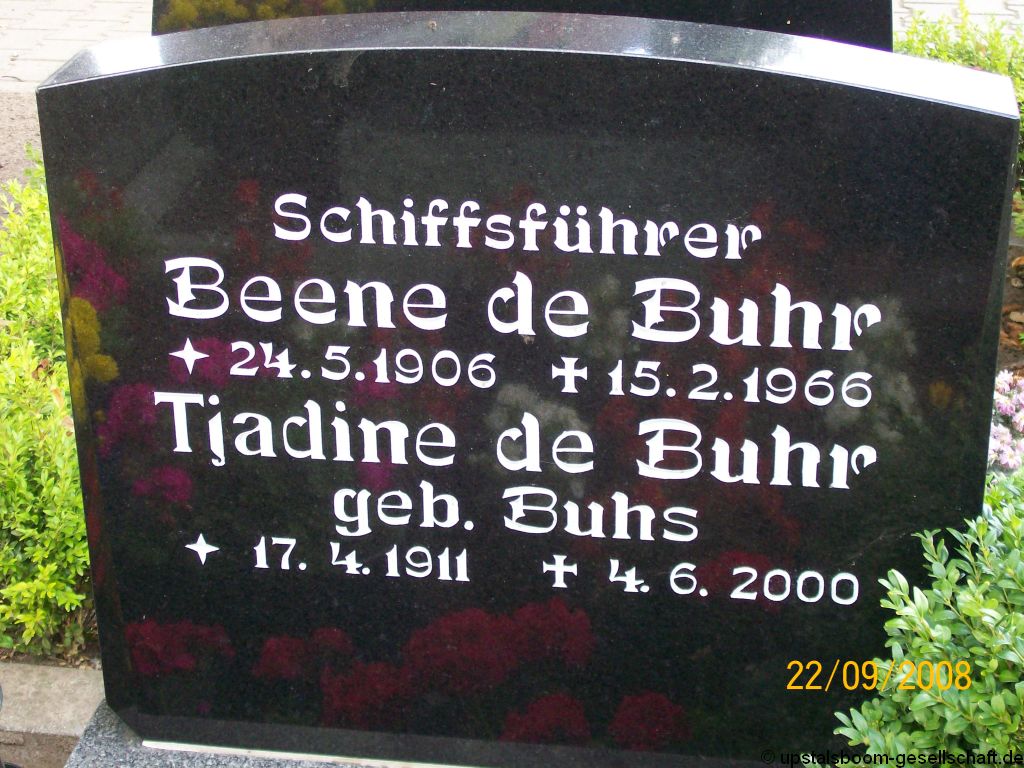 Schiffsführer
Beene de Buhr
✦ 24.5.1906 ✝ 15.2.1966
Tjadine de Buhr
geb. Buhs
✦ 17.4.1911 ✝ 4.6.2000
22/09/2008
© upstalsboom-gesellschaft.de